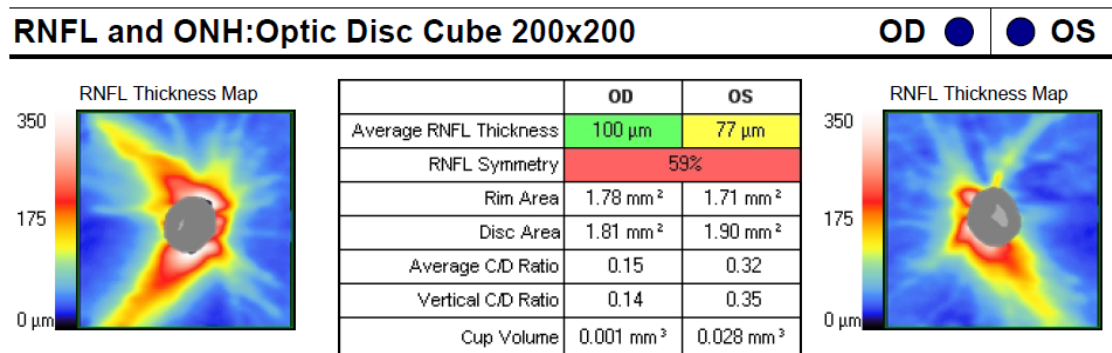 RNFL and ONH:Optic Disc Cube 200x200 OD OS
RNFL Thickness Map
350
175
0 μm
OD OS
Average RNFL Thickness 100 μm 77 μm
RNFL Symmetry 59%
Rim Area 1.78 mm² 1.71 mm²
Disc Area 1.81 mm² 1.90 mm²
Average C/D Ratio 0.15 0.32
Vertical C/D Ratio 0.14 0.35
Cup Volume 0.001 mm³ 0.028 mm³
RNFL Thickness Map
350
175
0 μm